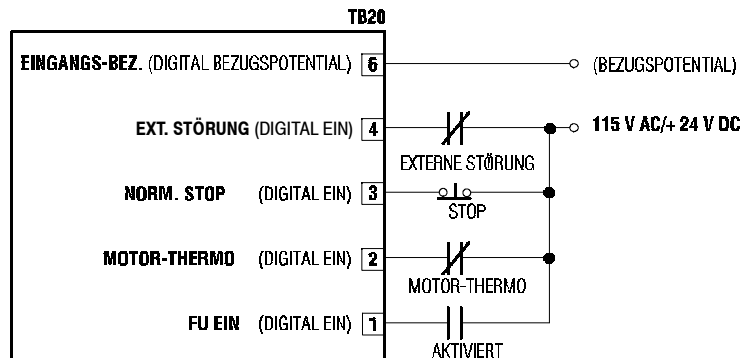 TB20
EINGANGS-BEZ. (DIGITAL BEZUGSPOTENTIAL) 6 (BEZUGSPOTENTIAL)
EXT. STÖRUNG (DIGITAL EIN) 4 115 V AC/+ 24 V DC
EXTERNE STÖRUNG
NORM. STOP (DIGITAL EIN) 3
STOP
MOTOR-THERMO (DIGITAL EIN) 2
MOTOR-THERMO
FU EIN (DIGITAL EIN) 1
AKTIVIERT